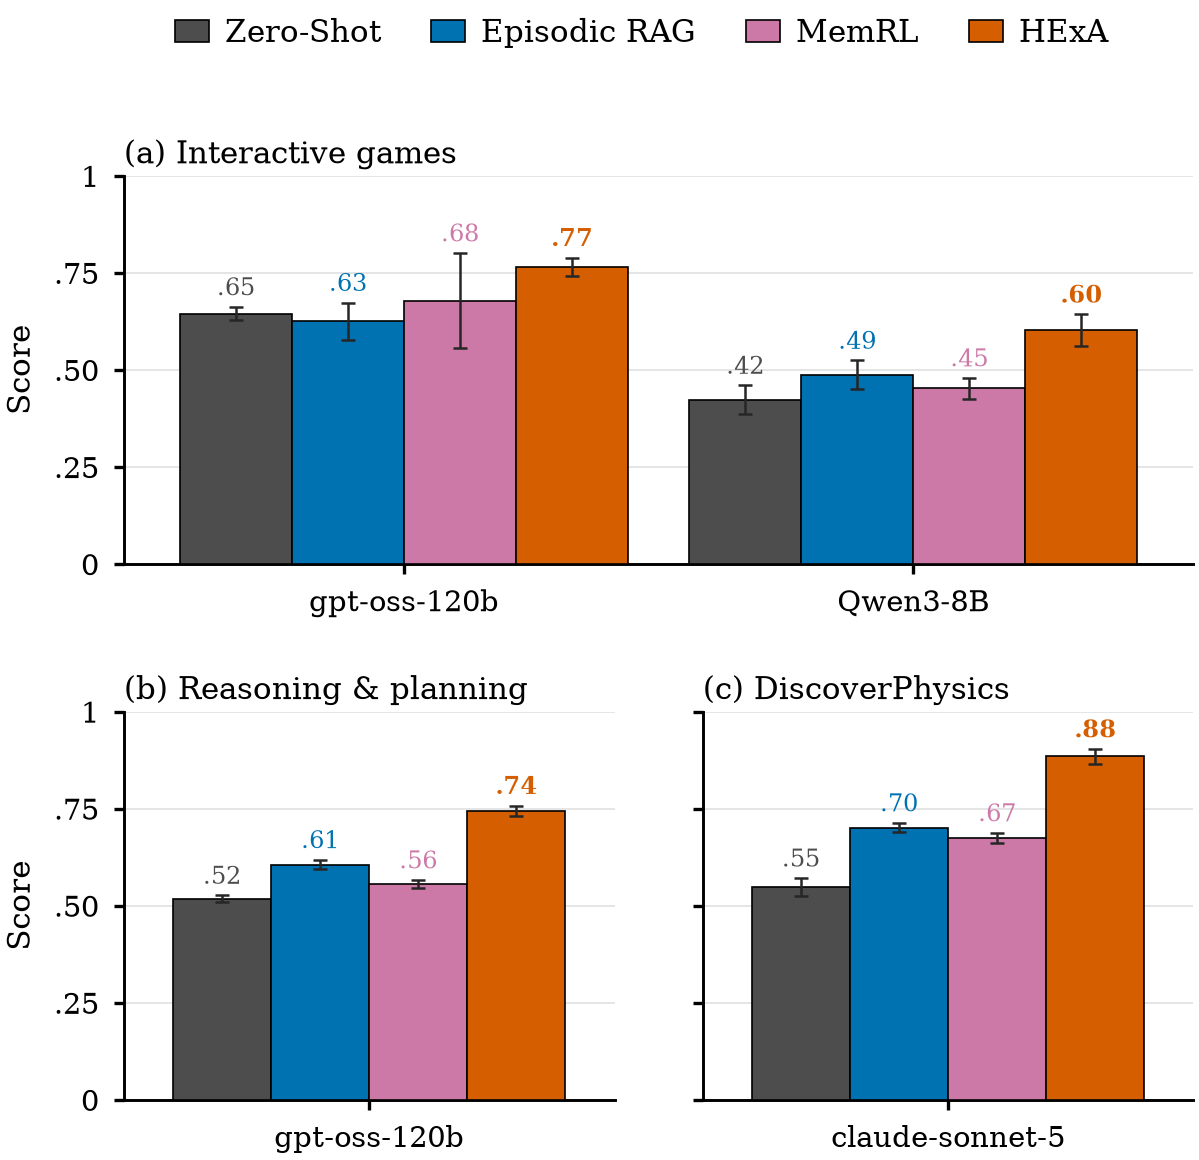 Zero-Shot Episodic RAG MemRL HExA
(a) Interactive games
1
.75
.50
.25
0
Score
.65 .63 .68 .77 .42 .49 .45 .60
gpt-oss-120b Qwen3-8B
(b) Reasoning & planning
1
.75
.50
.25
0
Score
.52 .61 .56 .74
gpt-oss-120b
(c) DiscoverPhysics
.55 .70 .67 .88
claude-sonnet-5